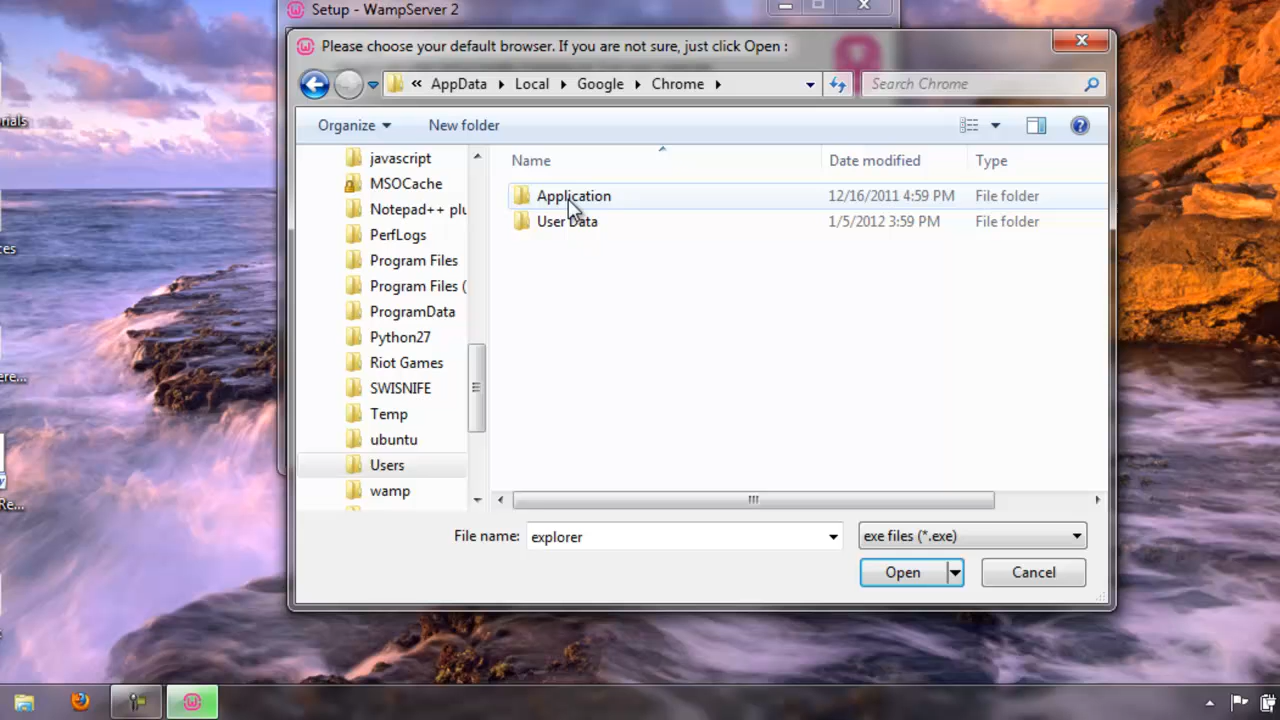 Setup - WampServer 2
Please choose your default browser. If you are not sure, just click Open :
« AppData Local Google Chrome
Search Chrome
Organize
New folder
Name
Date modified
Type
javascript
MSOCache
Notepad++ plu
PerfLogs
Program Files
Program Files (
ProgramData
Python27
Riot Games
SWISNIFE
Temp
ubuntu
Users
wamp
Application 12/16/2011 4:59 PM File folder
User Data 1/5/2012 3:59 PM File folder
File name: explorer
exe files (*.exe)
Open
Cancel